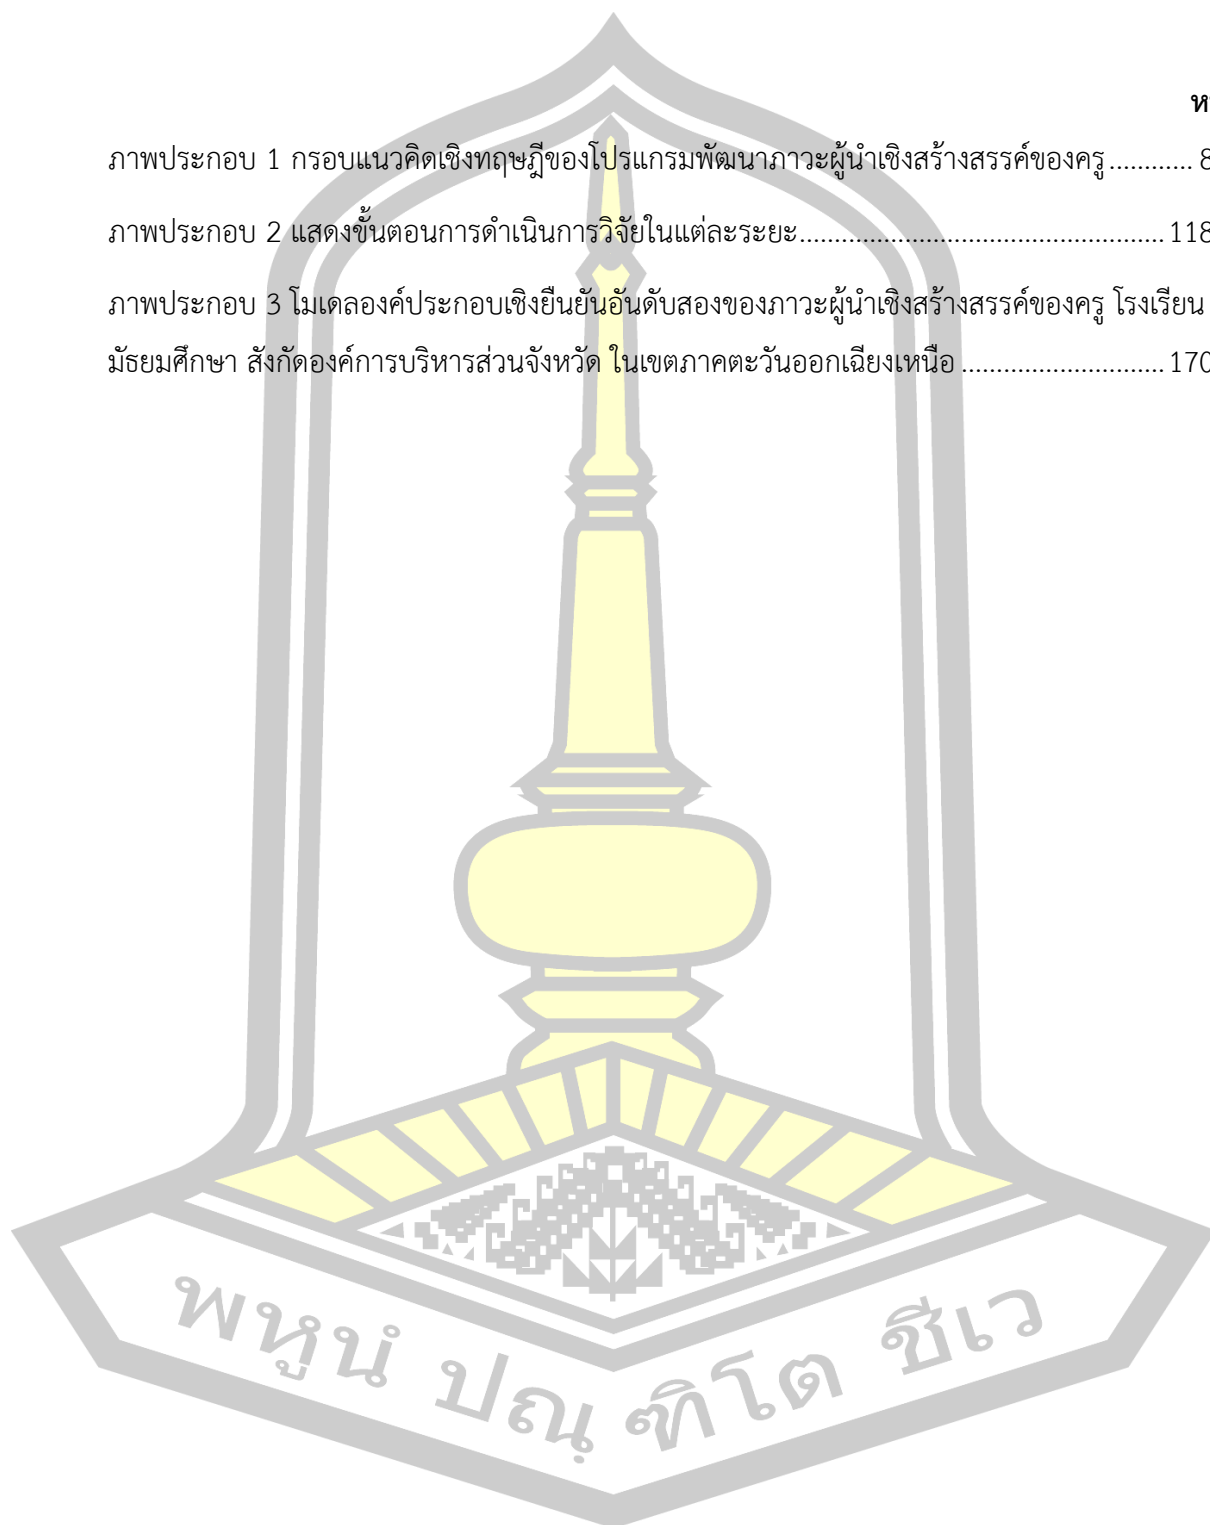 ภาพประกอบ 1 กรอบแนวคิดเชิงทฤษฎีของโปรแกรมพัฒนาภาวะผู้นำเชิงสร้างสรรค์ของครู............ 8
ภาพประกอบ 2 แสดงขั้นตอนการดำเนินการวิจัยในแต่ละระยะ.................................................... 118
ภาพประกอบ 3 โมเดลองค์ประกอบเชิงยืนยันอันดับสองของภาวะผู้นำเชิงสร้างสรรค์ของครู โรงเรียน
มัธยมศึกษา สังกัดองค์การบริหารส่วนจังหวัด ในเขตภาคตะวันออกเฉียงเหนือ ............................. 170
พหูนํ ปณฺ ฑิโต ชีเว